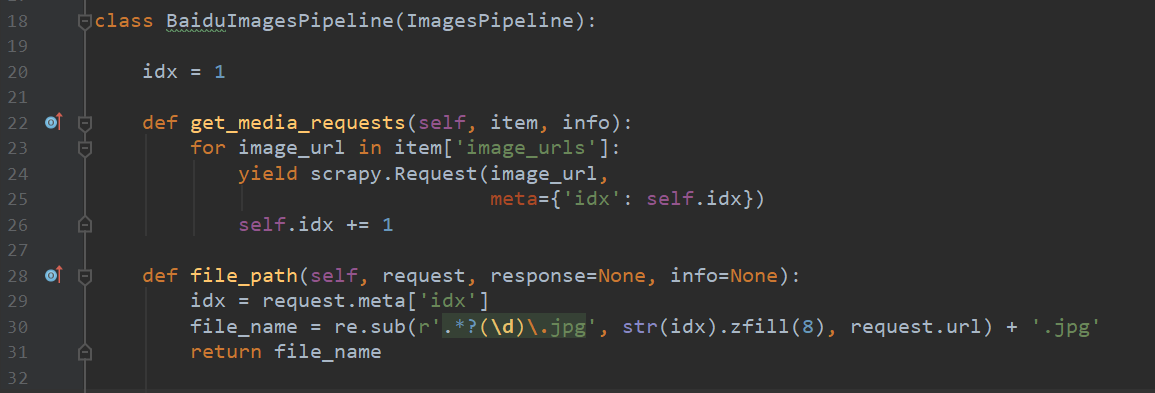 18 class BaiduImagesPipeline(ImagesPipeline):
19
20 idx = 1
21
22 def get_media_requests(self, item, info):
23 for image_url in item['image_urls']:
24 yield scrapy.Request(image_url,
25 meta={'idx': self.idx})
26 self.idx += 1
27
28 def file_path(self, request, response=None, info=None):
29 idx = request.meta['idx']
30 file_name = re.sub(r'.*?(\d)\.jpg', str(idx).zfill(8), request.url) + '.jpg'
31 return file_name
32